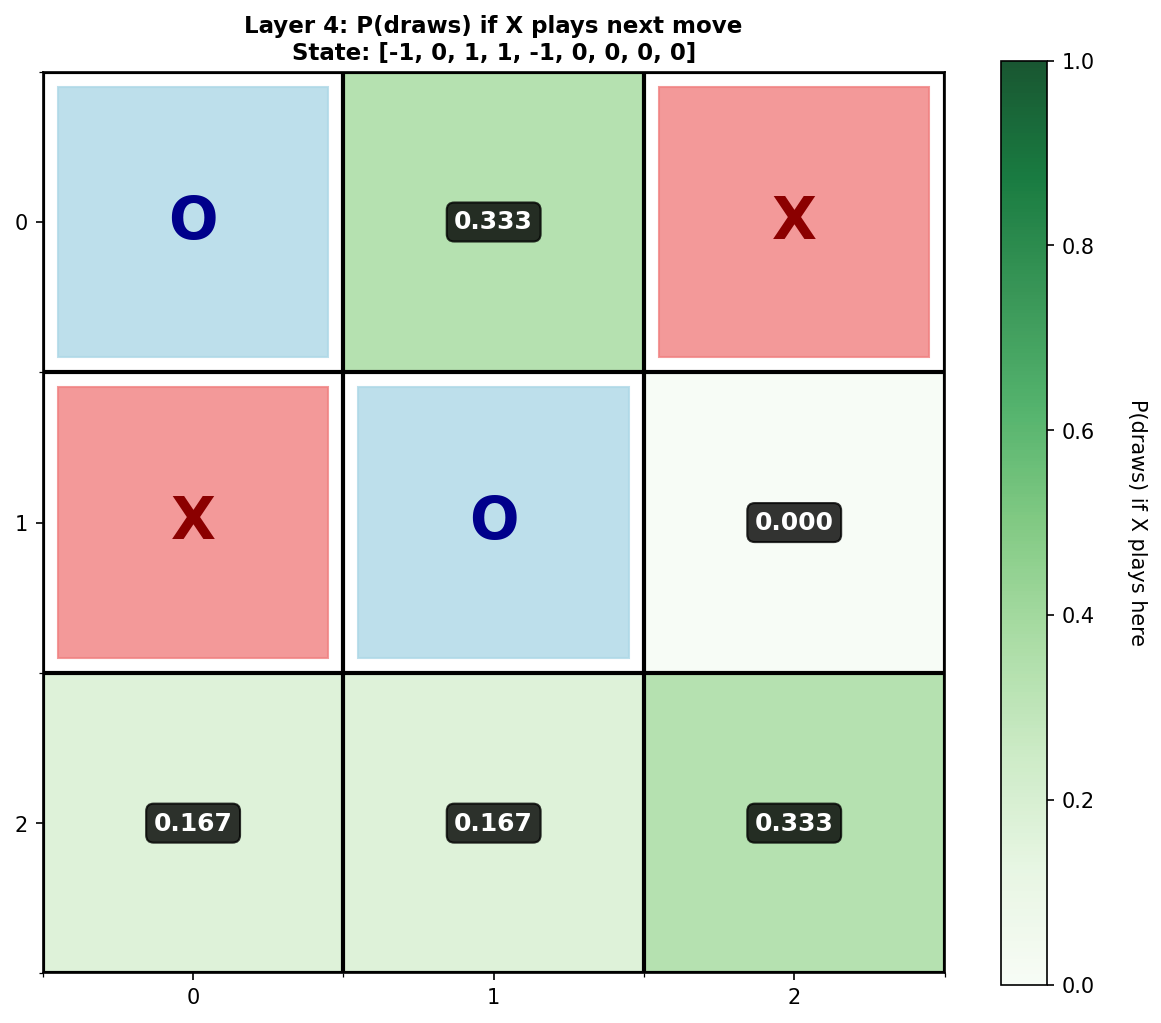 Layer 4: P(draws) if X plays next move
State: [-1, 0, 1, 1, -1, 0, 0, 0, 0]
0
O
0.333
X
1
X
O
0.000
2
0.167
0.167
0.333
0
1
2
1.0
0.8
0.6
0.4
0.2
0.0
P(draws) if X plays here